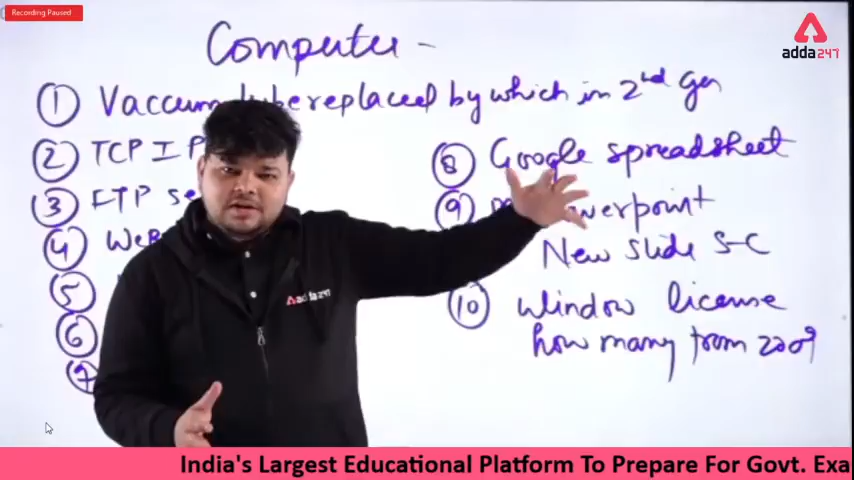 Recording Paused
Computer -
adda247
① Vaccum tube replaced by which in 2nd gen
② TCP I P
③ FTP se
④ Web
⑤
⑥
⑦
⑧ Google spreadsheet
⑨ werpoint
New slide S-C
⑩ Window license
how many from 2009
adda247
India's Largest Educational Platform To Prepare For Govt. Exa